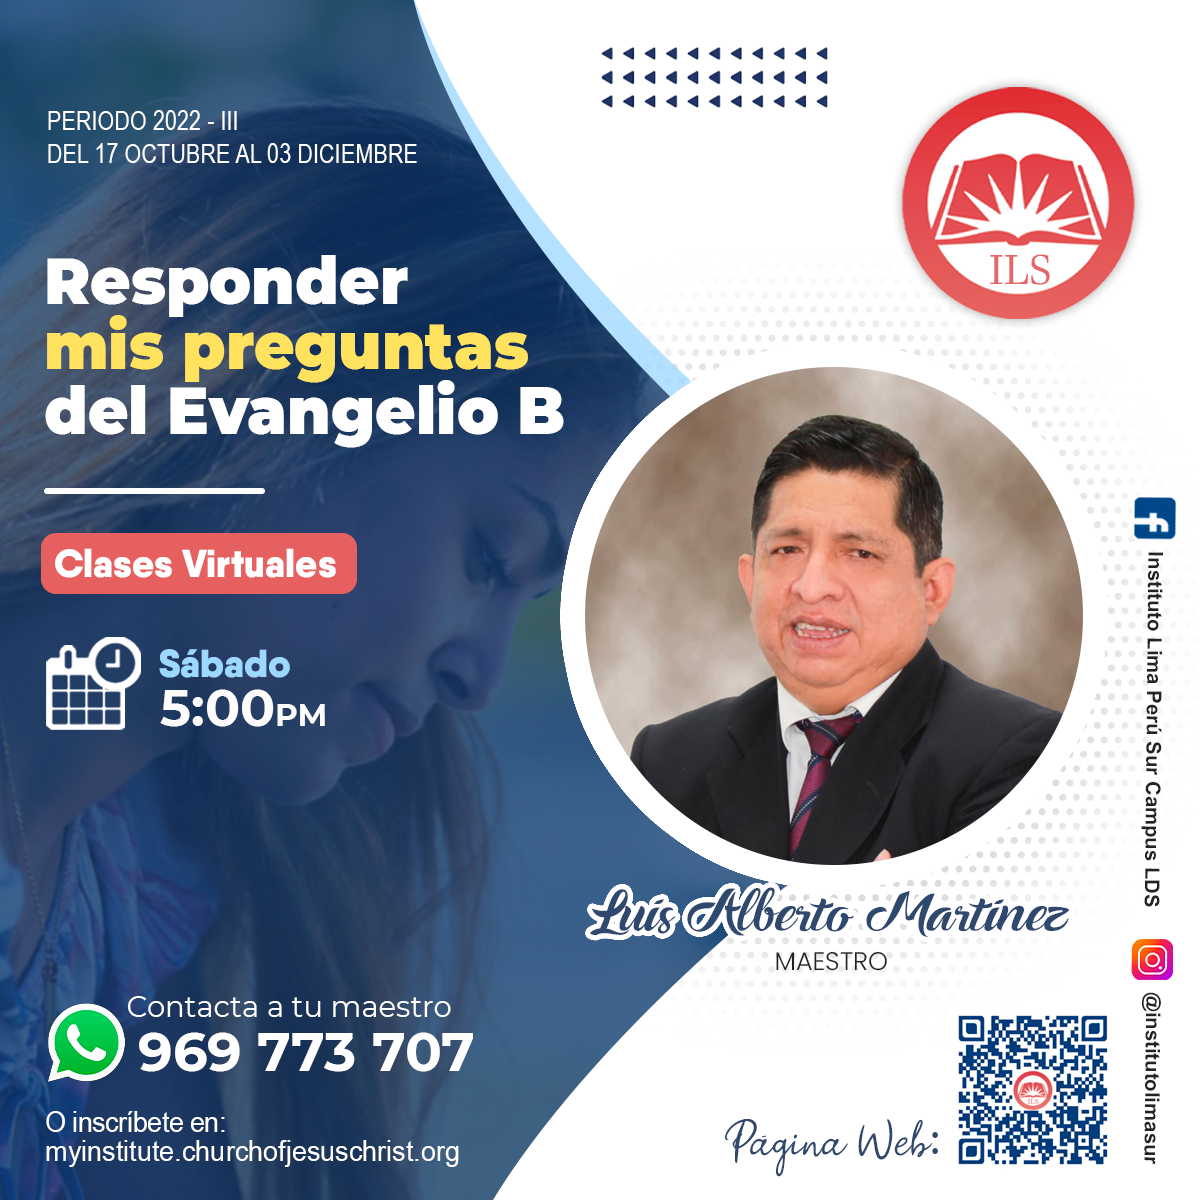 PERIODO 2022 - III
DEL 17 OCTUBRE AL 03 DICIEMBRE
ILS
Responder
mis preguntas
del Evangelio B
Clases Virtuales
Sábado
5:00PM
Luis Alberto Martínez
MAESTRO
Contacta a tu maestro
969 773 707
O inscríbete en:
myinstitute.churchofjesuschrist.org
Página Web:
ILS
Instituto Lima Perú Sur Campus LDS
@institutolimasur